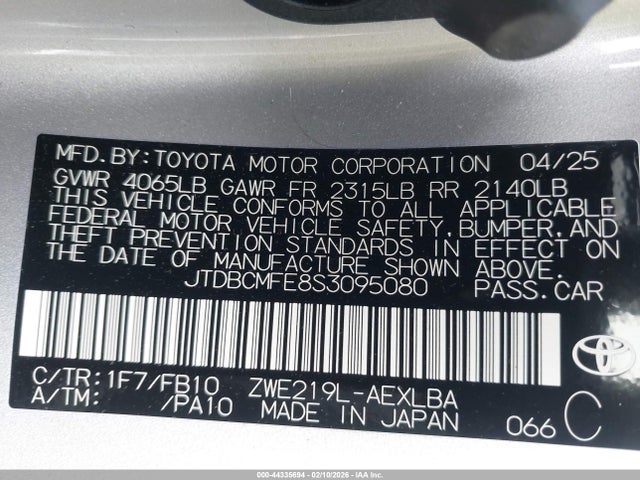 MFD.BY:TOYOTA MOTOR CORPORATION 04/25
GVWR 4065LB GAWR FR 2315LB RR 2140LB
THIS VEHICLE CONFORMS TO ALL APPLICABLE
FEDERAL MOTOR VEHICLE SAFETY,BUMPER,AND
THEFT PREVENTION STANDARDS IN EFFECT ON
THE DATE OF MANUFACTURE SHOWN ABOVE.
JTDBCMFE8S3095080 PASS.CAR
C/TR:1F7/FB10 ZWE219L-AEXLBA
A/TM: /PA10 MADE IN JAPAN 066 C
000-44335694 - 02/10/2026 - IAA Inc.